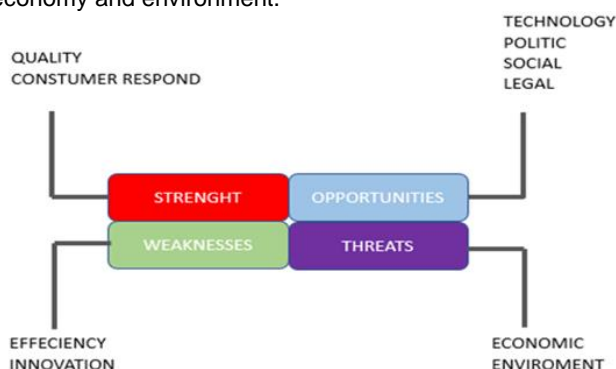 economy and environment.
TECHNOLOGY
POLITIC
SOCIAL
LEGAL
QUALITY
CONSTUMER RESPOND
STRENGHT
OPPORTUNITIES
WEAKNESSES
THREATS
EFFECIENCY
INNOVATION
ECONOMIC
ENVIROMENT